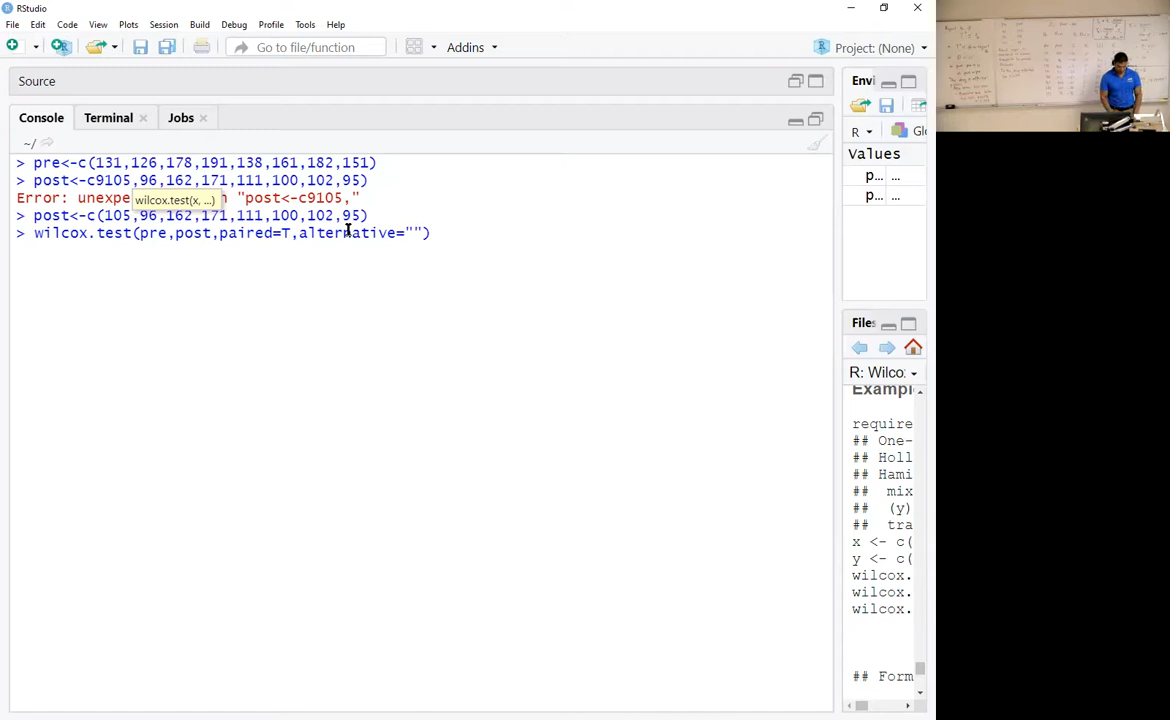 RStudio
File Edit Code View Plots Session Build Debug Profile Tools Help
Go to file/function Addins Project: (None)
Source
Console Terminal Jobs
~/
> pre<-c(131,126,178,191,138,161,182,151)
> post<-c9105,96,162,171,111,100,102,95)
Error: unexpe n "post<-c9105,"
wilcox.test(x, ...)
> post<-c(105,96,162,171,111,100,102,95)
> wilcox.test(pre,post,paired=T,alternative="")
Envi
R Glo
Values
p... ...
p... ...
Files
R: Wilco:
Exampl
require
## One-
## Holl
## Hami
## mix
## (y)
## tra
x <- c(
y <- c(
wilcox.
wilcox.
wilcox.
## Form